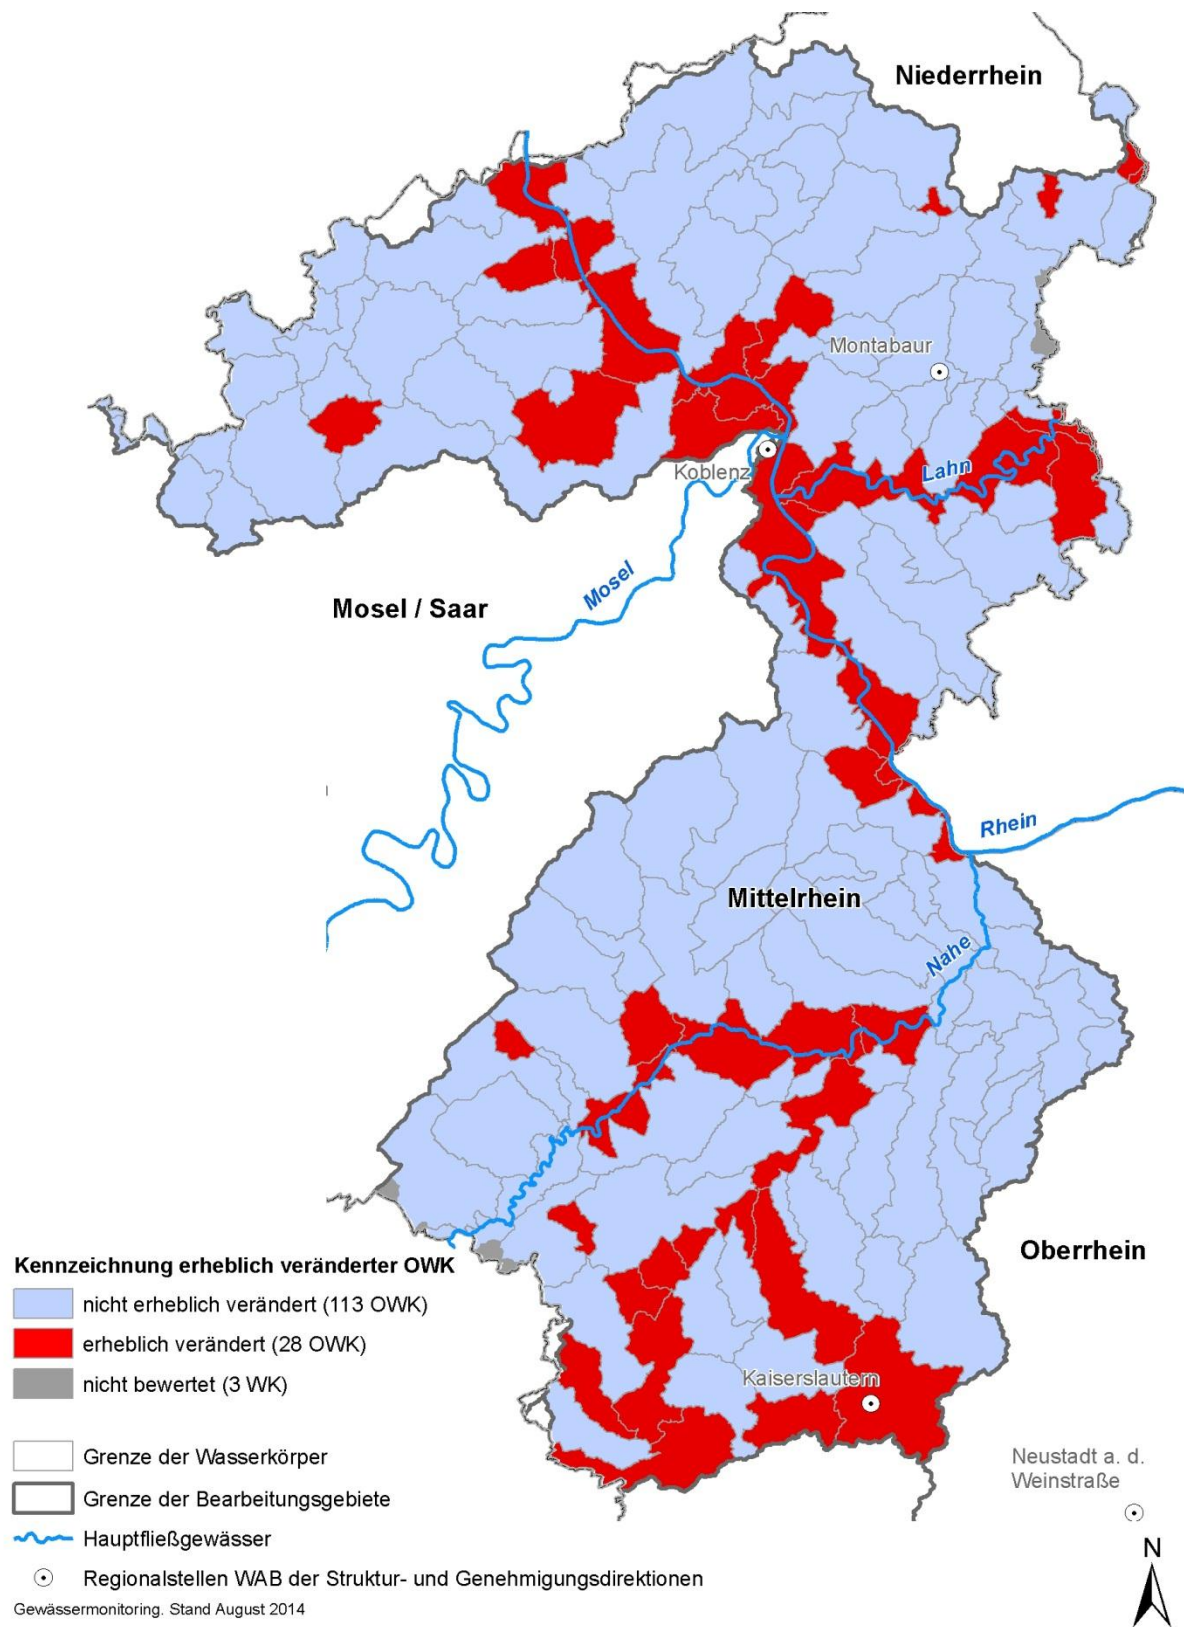 Niederrhein
Montabaur
Koblenz
Lahn
Mosel
Mosel / Saar
Rhein
Mittelrhein
Nahe
Oberrhein
Kaiserslautern
Neustadt a. d.
Weinstraße
Kennzeichnung erheblich veränderter OWK
nicht erheblich verändert (113 OWK)
erheblich verändert (28 OWK)
nicht bewertet (3 WK)
Grenze der Wasserkörper
Grenze der Bearbeitungsgebiete
Hauptfließgewässer
Regionalstellen WAB der Struktur- und Genehmigungsdirektionen
Gewässermonitoring. Stand August 2014
N